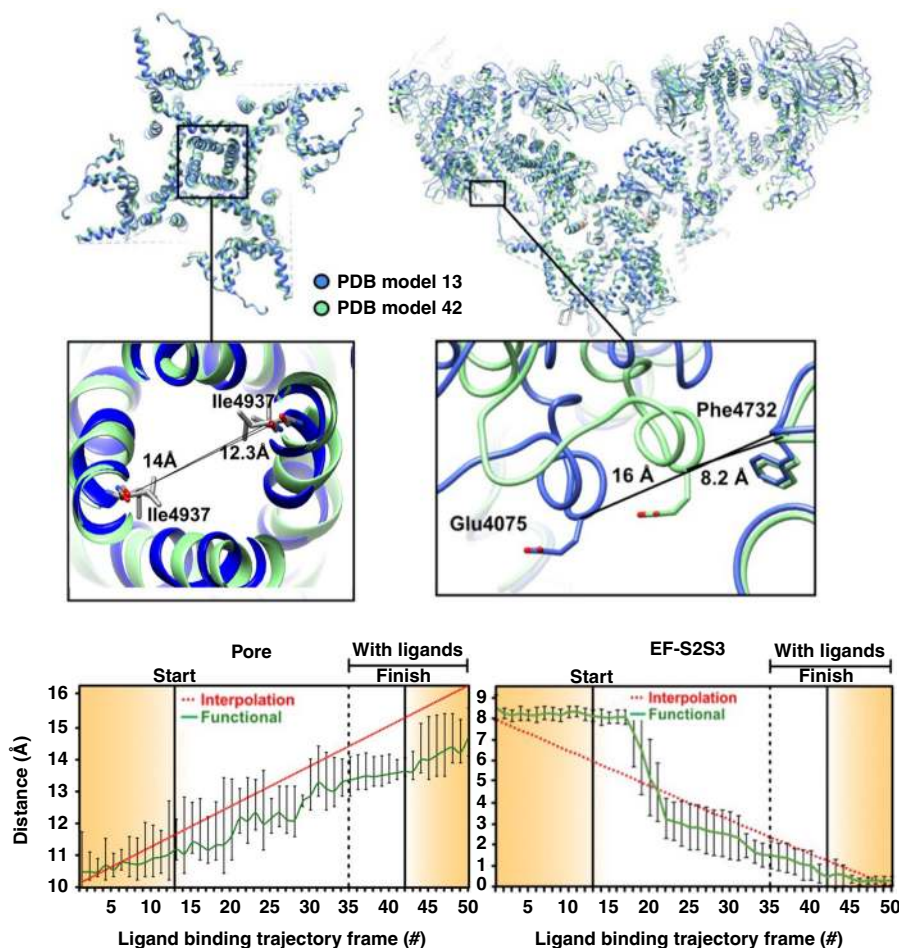 PDB model 13
PDB model 42
Ile4937
12.3Å
14Å
Ile4937
Phe4732
16 Å
8.2 Å
Glu4075
Pore
With ligands
Start
Finish
Interpolation
Functional
16
15
14
13
12
11
10
Distance (Å)
5 10 15 20 25 30 35 40 45 50
Ligand binding trajectory frame (#)
EF-S2S3
With ligands
Start
Finish
Interpolation
Functional
9
8
7
6
5
4
3
2
1
0
5 10 15 20 25 30 35 40 45 50
Ligand binding trajectory frame (#)